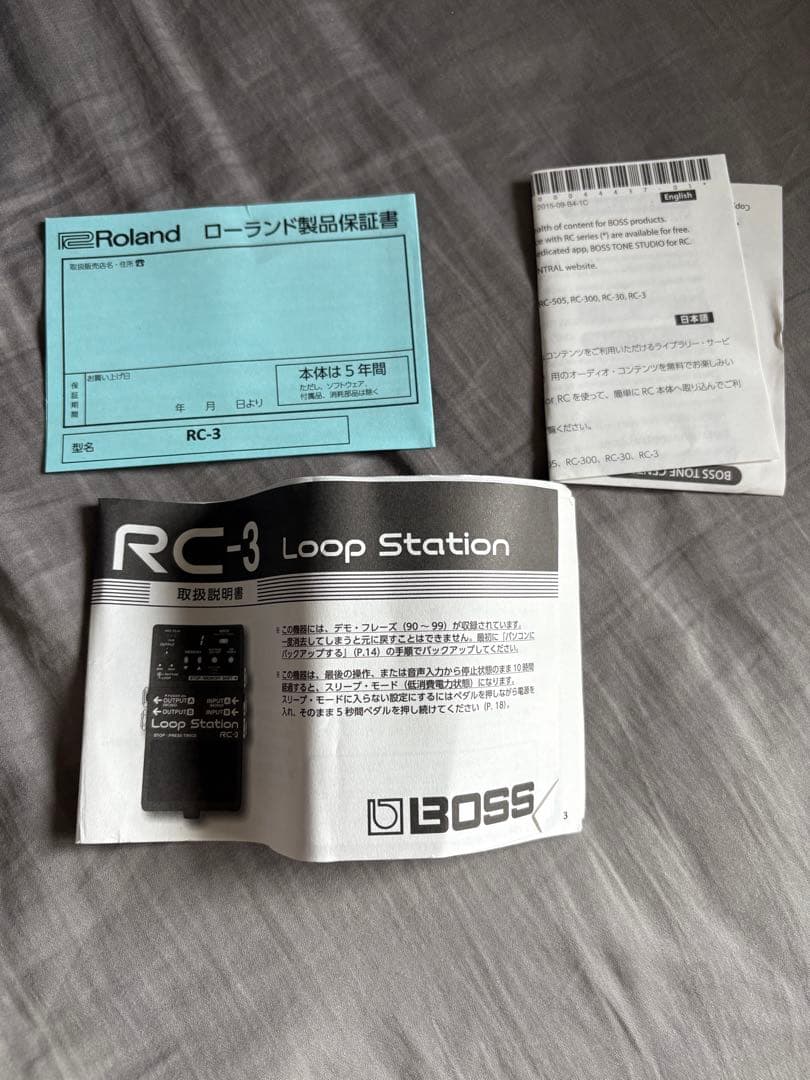 Roland ローランド製品保証書
取扱販売店名・住所 ☎
保証期間
お買い上げ日
年 月 日より
本体は5年間
ただし、ソフトウェア、
付属品、消耗部品は除く
型名
RC-3
2015-09-B4-1C
English
alth of content for BOSS products.
ce with RC series (*) are available for free.
edicated app, BOSS TONE STUDIO for RC.
NTRAL website.
RC-505, RC-300, RC-30, RC-3
日本語
コンテンツをご利用いただけるライブラリー・サービ
用のオーディオ・コンテンツを無料でお楽しみい
or RC を使って、簡単に RC 本体へ取り込んでご利
覧ください。
05、RC-300、RC-30、RC-3
BOSS TONE CENT
RC-3 Loop Station
取扱説明書
※この機器には、デモ・フレーズ（90～99）が収録されています。
一度消去してしまうと元に戻すことはできません。最初に「パソコンに
バックアップする」（P.14）の手順でバックアップしてください。
※この機器は、最後の操作、または音声入力から停止状態のまま10時間
経過すると、スリープ・モード（低消費電力状態）になります。
スリープ・モードに入らない設定にするにはペダルを押しながら電源を
入れ、そのまま5秒間ペダルを押し続けてください（P. 18）。
OUTPUT A
INPUT A
OUTPUT B
INPUT B
Loop Station
RC-3
STOP : PRESS TWICE
BOSS
3